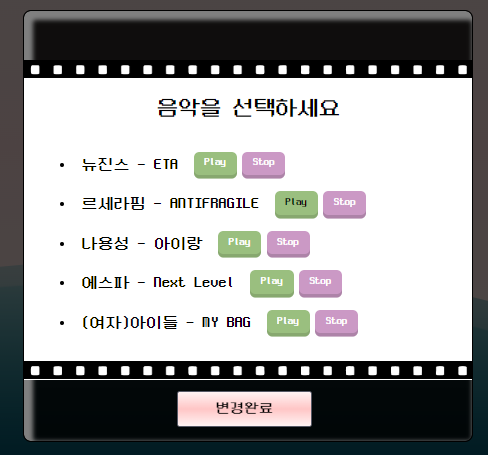 음악을 선택하세요
• 뉴진스 - ETA Play Stop
• 르세라핌 - ANTIFRAGILE Play Stop
• 나용성 - 아이랑 Play Stop
• 에스파 - Next Level Play Stop
• (여자)아이들 - MY BAG Play Stop
변경완료